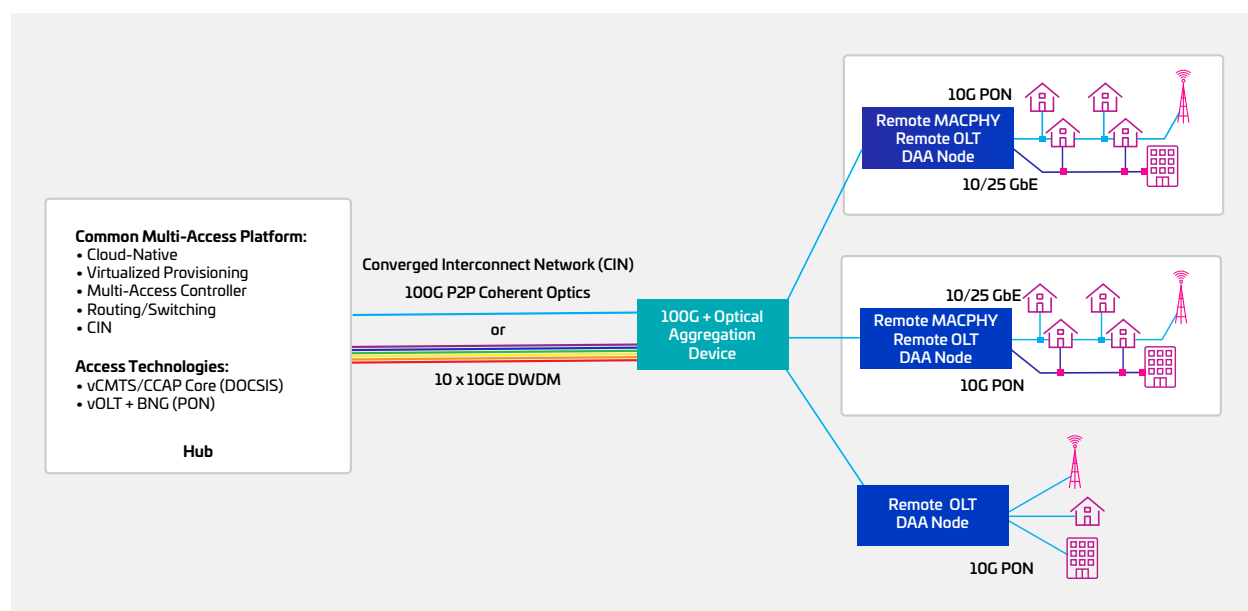 Common Multi-Access Platform:
• Cloud-Native
• Virtualized Provisioning
• Multi-Access Controller
• Routing/Switching
• CIN
Access Technologies:
• vCMTS/CCAP Core (DOCSIS)
• vOLT + BNG (PON)
Hub
Converged Interconnect Network (CIN)
100G P2P Coherent Optics
or
10 x 10GE DWDM
100G + Optical
Aggregation
Device
10G PON
Remote MACPHY
Remote OLT
DAA Node
10/25 GbE
10/25 GbE
Remote MACPHY
Remote OLT
DAA Node
10G PON
Remote OLT
DAA Node
10G PON